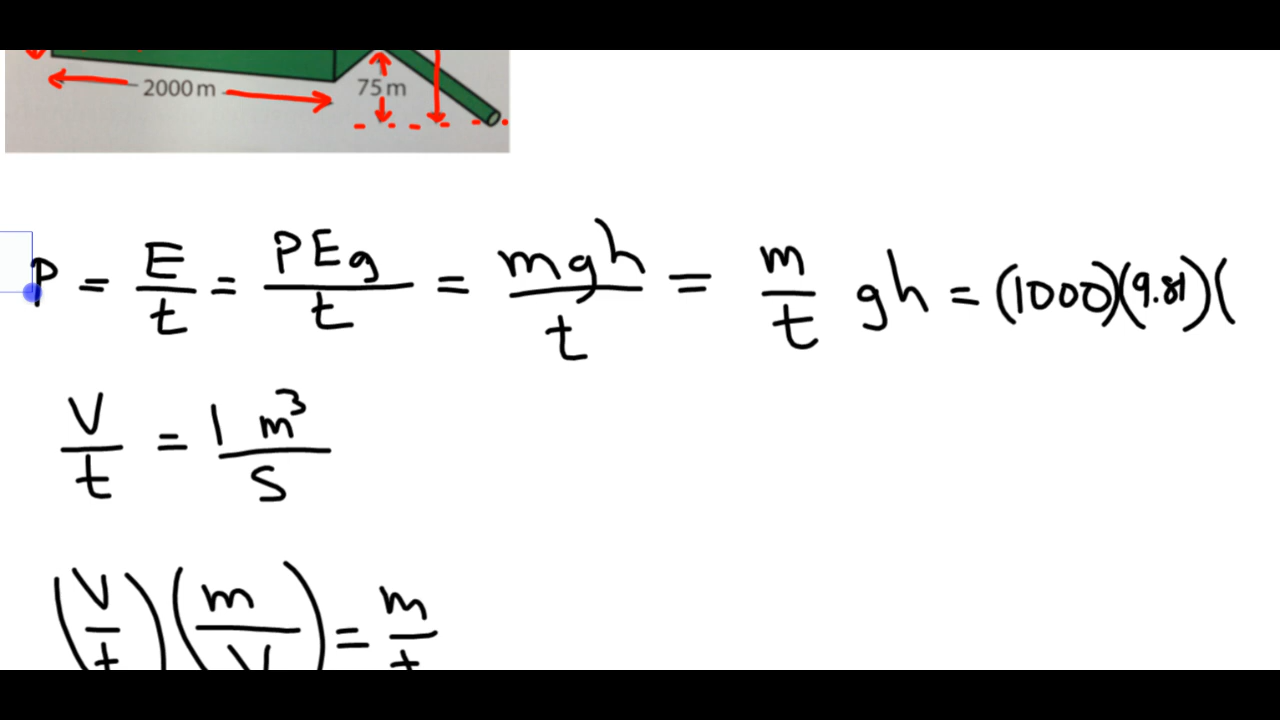 2000 m 75 m
P = E/t = PEg/t = mgh/t = m/t gh = (1000)(9.81)(
V/t = 1 m³/s
(V/t)(m/V) = m/t